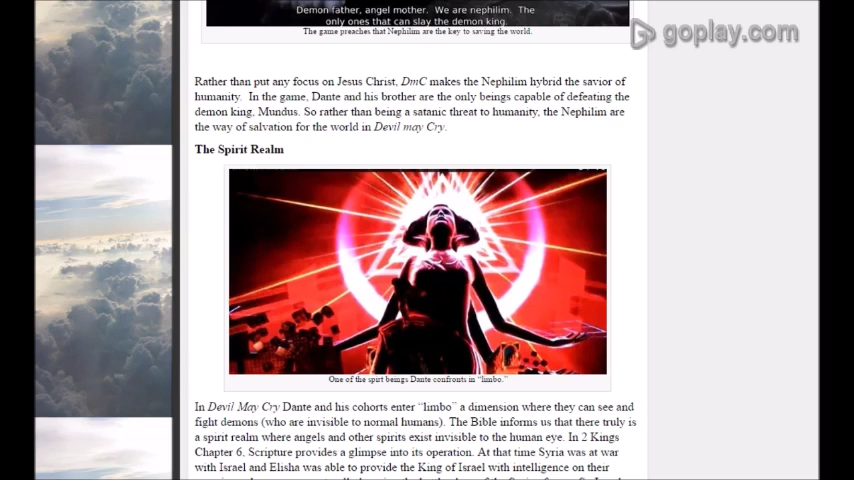 Demon father, angel mother. We are nephilim. The
only ones that can slay the demon king.
goplay.com
The game preaches that Nephilim are the key to saving the world.
Rather than put any focus on Jesus Christ, DmC makes the Nephilim hybrid the savior of
humanity. In the game, Dante and his brother are the only beings capable of defeating the
demon king, Mundus. So rather than being a satanic threat to humanity, the Nephilim are
the way of salvation for the world in Devil may Cry.
The Spirit Realm
One of the spirt beings Dante confronts in “limbo.”
In Devil May Cry Dante and his cohorts enter “limbo” a dimension where they can see and
fight demons (who are invisible to normal humans). The Bible informs us that there truly is
a spirit realm where angels and other spirits exist invisible to the human eye. In 2 Kings
Chapter 6, Scripture provides a glimpse into its operation. At that time Syria was at war
with Israel and Elisha was able to provide the King of Israel with intelligence on their